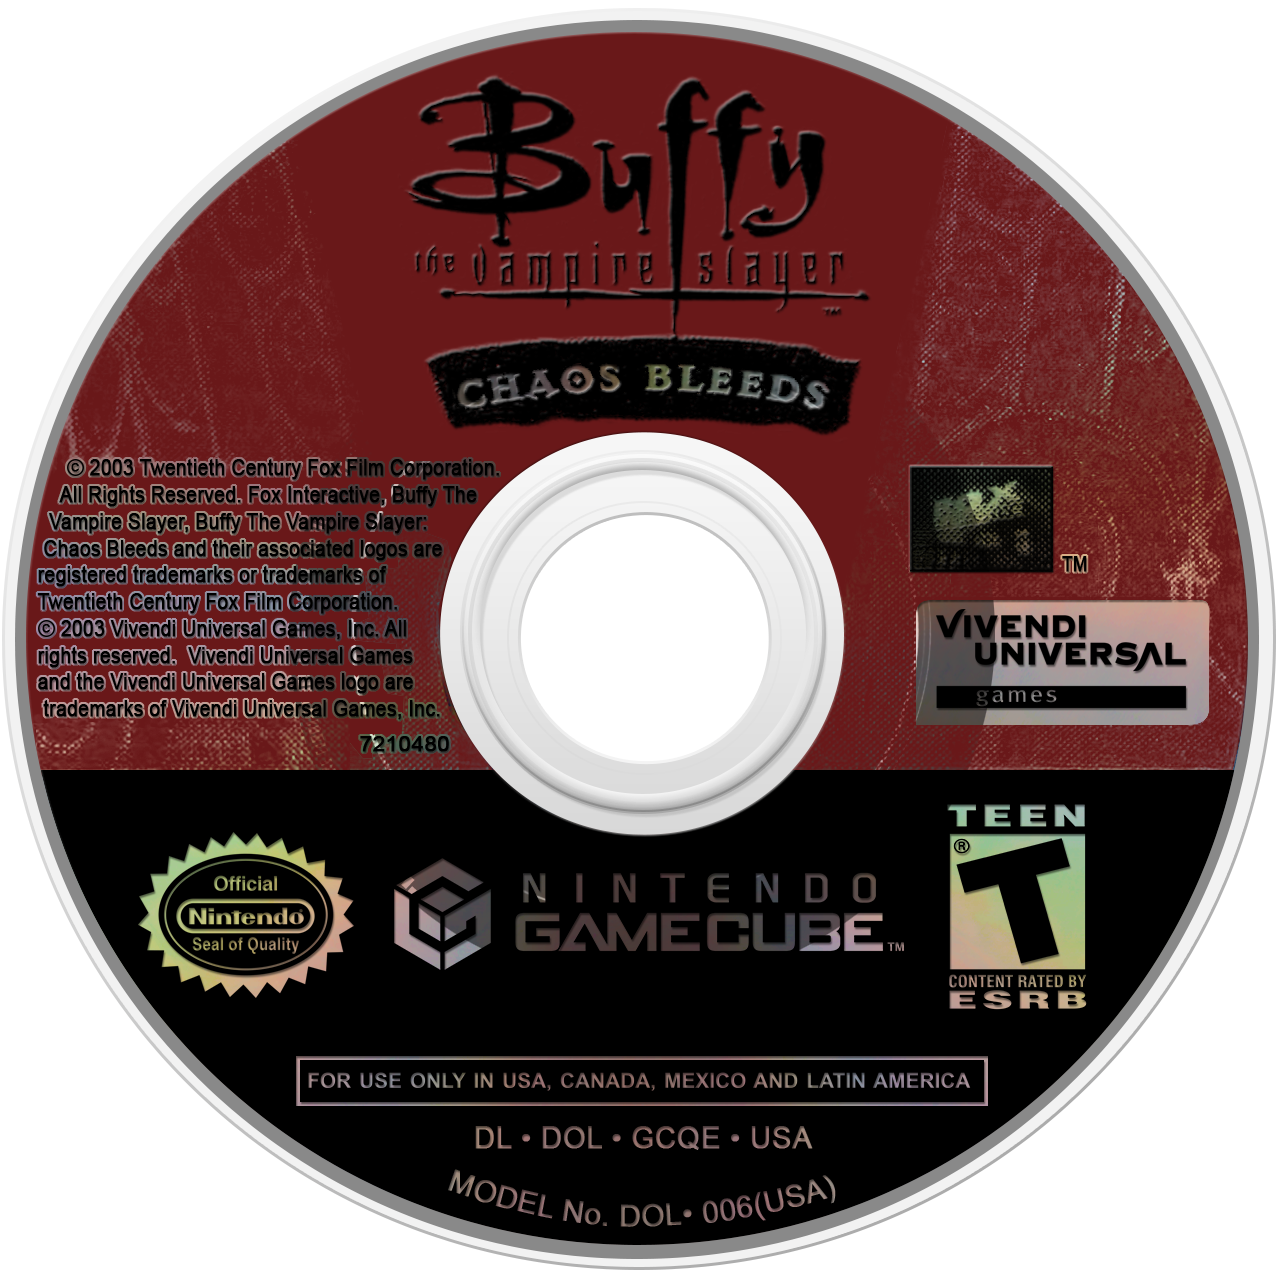 Buffy
the vampire slayer
™
CHAOS BLEEDS
© 2003 Twentieth Century Fox Film Corporation.
All Rights Reserved. Fox Interactive, Buffy The
Vampire Slayer, Buffy The Vampire Slayer:
Chaos Bleeds and their associated logos are
registered trademarks or trademarks of
Twentieth Century Fox Film Corporation.
© 2003 Vivendi Universal Games, Inc. All
rights reserved. Vivendi Universal Games
and the Vivendi Universal Games logo are
trademarks of Vivendi Universal Games, Inc.
7210480
TM
VIVENDI
UNIVERSAL
games
Official
Nintendo®
Seal of Quality
NINTENDO
GAMECUBE™
TEEN
®
T
CONTENT RATED BY
ESRB
FOR USE ONLY IN USA, CANADA, MEXICO AND LATIN AMERICA
DL • DOL • GCQE • USA
MODEL No. DOL• 006(USA)